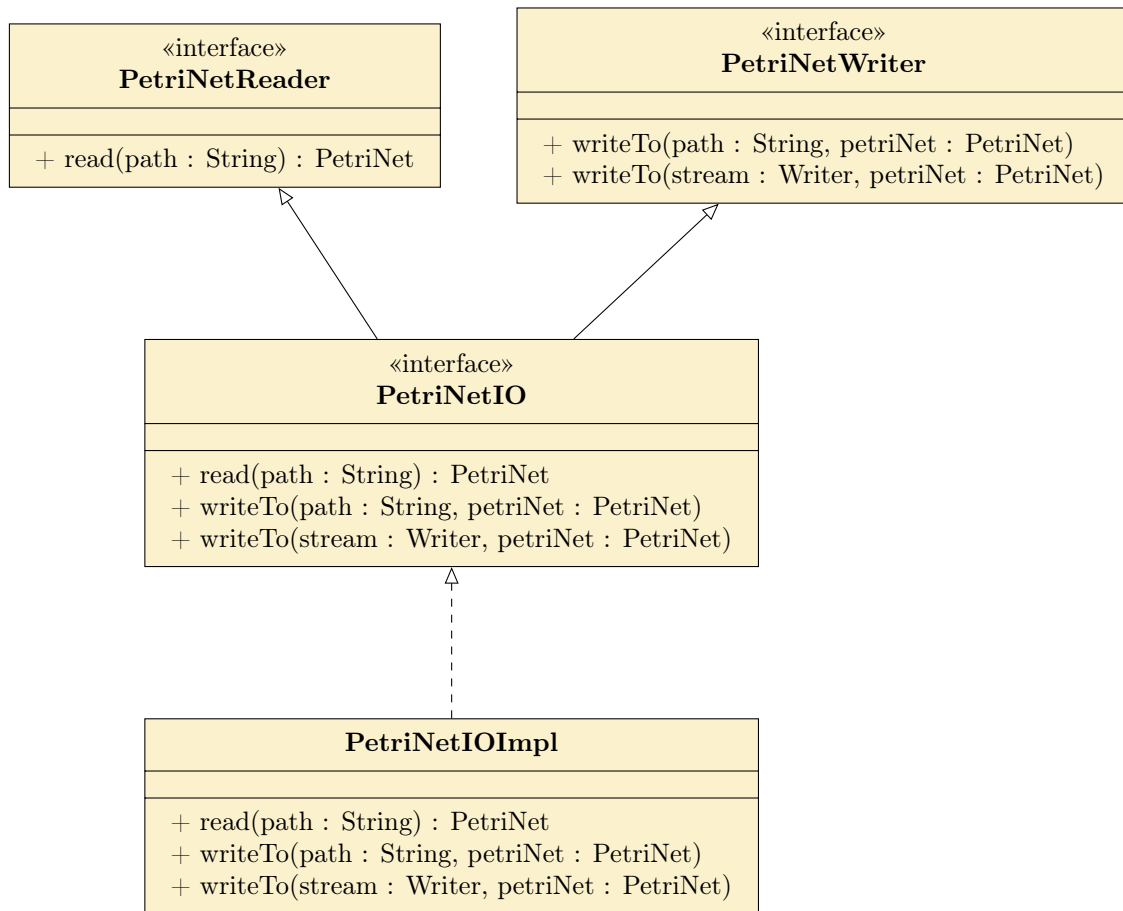 «interface»
PetriNetReader
+ read(path : String) : PetriNet
«interface»
PetriNetWriter
+ writeTo(path : String, petriNet : PetriNet)
+ writeTo(stream : Writer, petriNet : PetriNet)
«interface»
PetriNetIO
+ read(path : String) : PetriNet
+ writeTo(path : String, petriNet : PetriNet)
+ writeTo(stream : Writer, petriNet : PetriNet)
PetriNetIOImpl
+ read(path : String) : PetriNet
+ writeTo(path : String, petriNet : PetriNet)
+ writeTo(stream : Writer, petriNet : PetriNet)